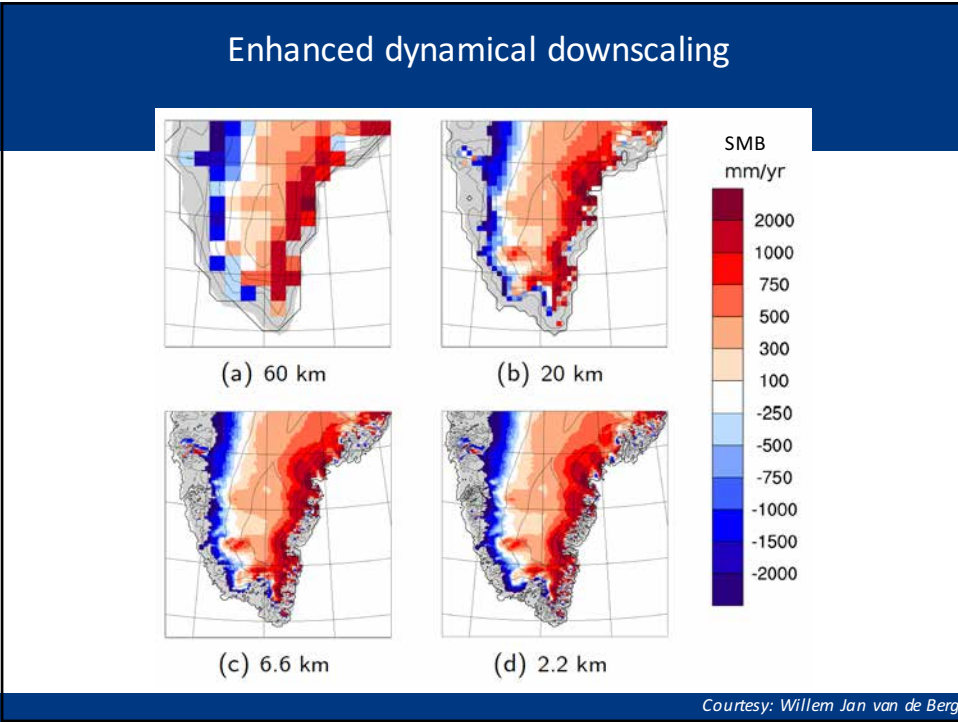 Enhanced dynamical downscaling
SMB
mm/yr
2000
1000
750
500
300
100
-250
-500
-750
-1000
-1500
-2000
(a) 60 km
(b) 20 km
(c) 6.6 km
(d) 2.2 km
Courtesy: Willem Jan van de Berg